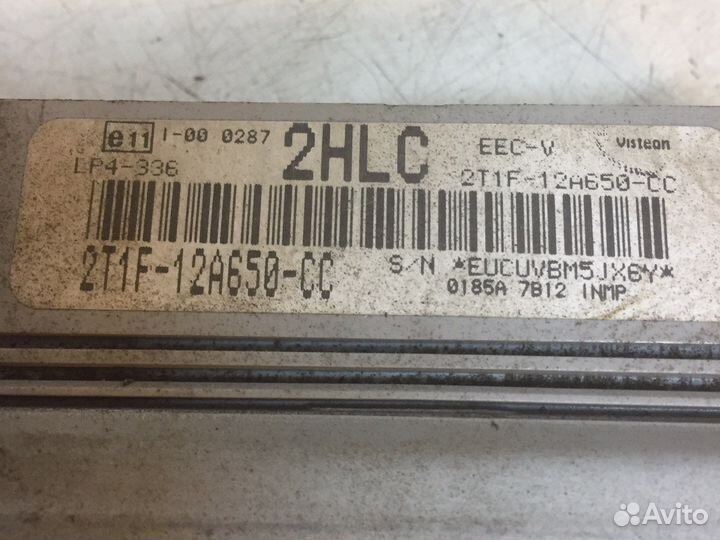 e11 I-00 0287 2HLC EEC-V Visteon
LP4-336 2T1F-12A650-CC
2T1F-12A650-CC S/N *EUCUVBM5JX6Y*
0185A 7B12 INMP
Avito